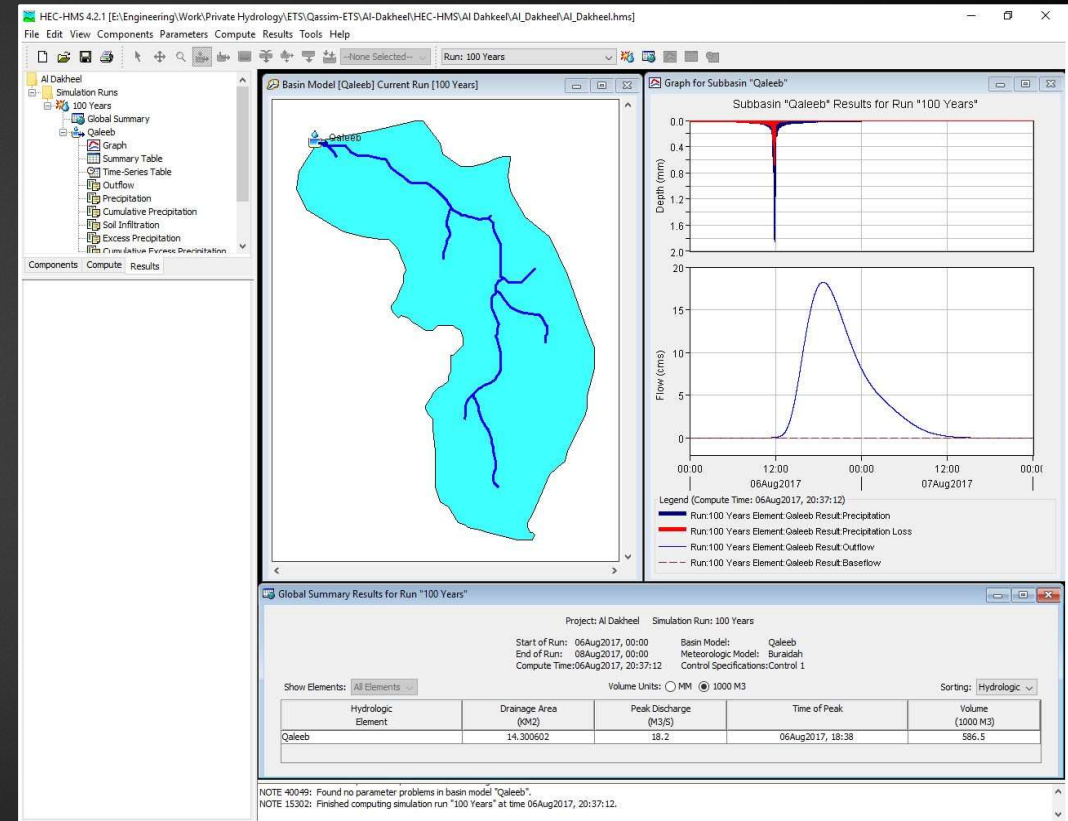 HEC-HMS 4.2.1 [E:\Engineering\Work\Private Hydrology\ETS\Qassim-ETS\Al-Dakheel\HEC-HMS\Al Dahkeel\Al_Dakheel\Al_Dakheel.hms]
File Edit View Components Parameters Compute Results Tools Help
--None Selected-- Run: 100 Years
Al Dakheel
Simulation Runs
100 Years
Global Summary
Qaleeb
Graph
Summary Table
Time-Series Table
Outflow
Precipitation
Cumulative Precipitation
Soil Infiltration
Excess Precipitation
Cumulative Excess Precipitation
Components Compute Results
Basin Model [Qaleeb] Current Run [100 Years]
Qaleeb
Graph for Subbasin "Qaleeb"
Subbasin "Qaleeb" Results for Run "100 Years"
0.0
0.4
0.8
1.2
1.6
2.0
Depth (mm)
20
15
10
5
0
Flow (cms)
00:00 12:00 00:00 12:00 00:0
06Aug2017 07Aug2017
Legend (Compute Time: 06Aug2017, 20:37:12)
Run:100 Years Element:Qaleeb Result:Precipitation
Run:100 Years Element:Qaleeb Result:Precipitation Loss
Run:100 Years Element:Qaleeb Result:Outflow
Run:100 Years Element:Qaleeb Result:Baseflow
Global Summary Results for Run "100 Years"
Project: Al Dakheel Simulation Run: 100 Years
Start of Run: 06Aug2017, 00:00 Basin Model: Qaleeb
End of Run: 08Aug2017, 00:00 Meteorologic Model: Buraidah
Compute Time:06Aug2017, 20:37:12 Control Specifications:Control 1
Show Elements: All Elements Volume Units: MM 1000 M3 Sorting: Hydrologic
Hydrologic Element Drainage Area (KM2) Peak Discharge (M3/S) Time of Peak Volume (1000 M3)
Qaleeb 14.300602 18.2 06Aug2017, 18:38 586.5
NOTE 40049: Found no parameter problems in basin model "Qaleeb".
NOTE 15302: Finished computing simulation run "100 Years" at time 06Aug2017, 20:37:12.